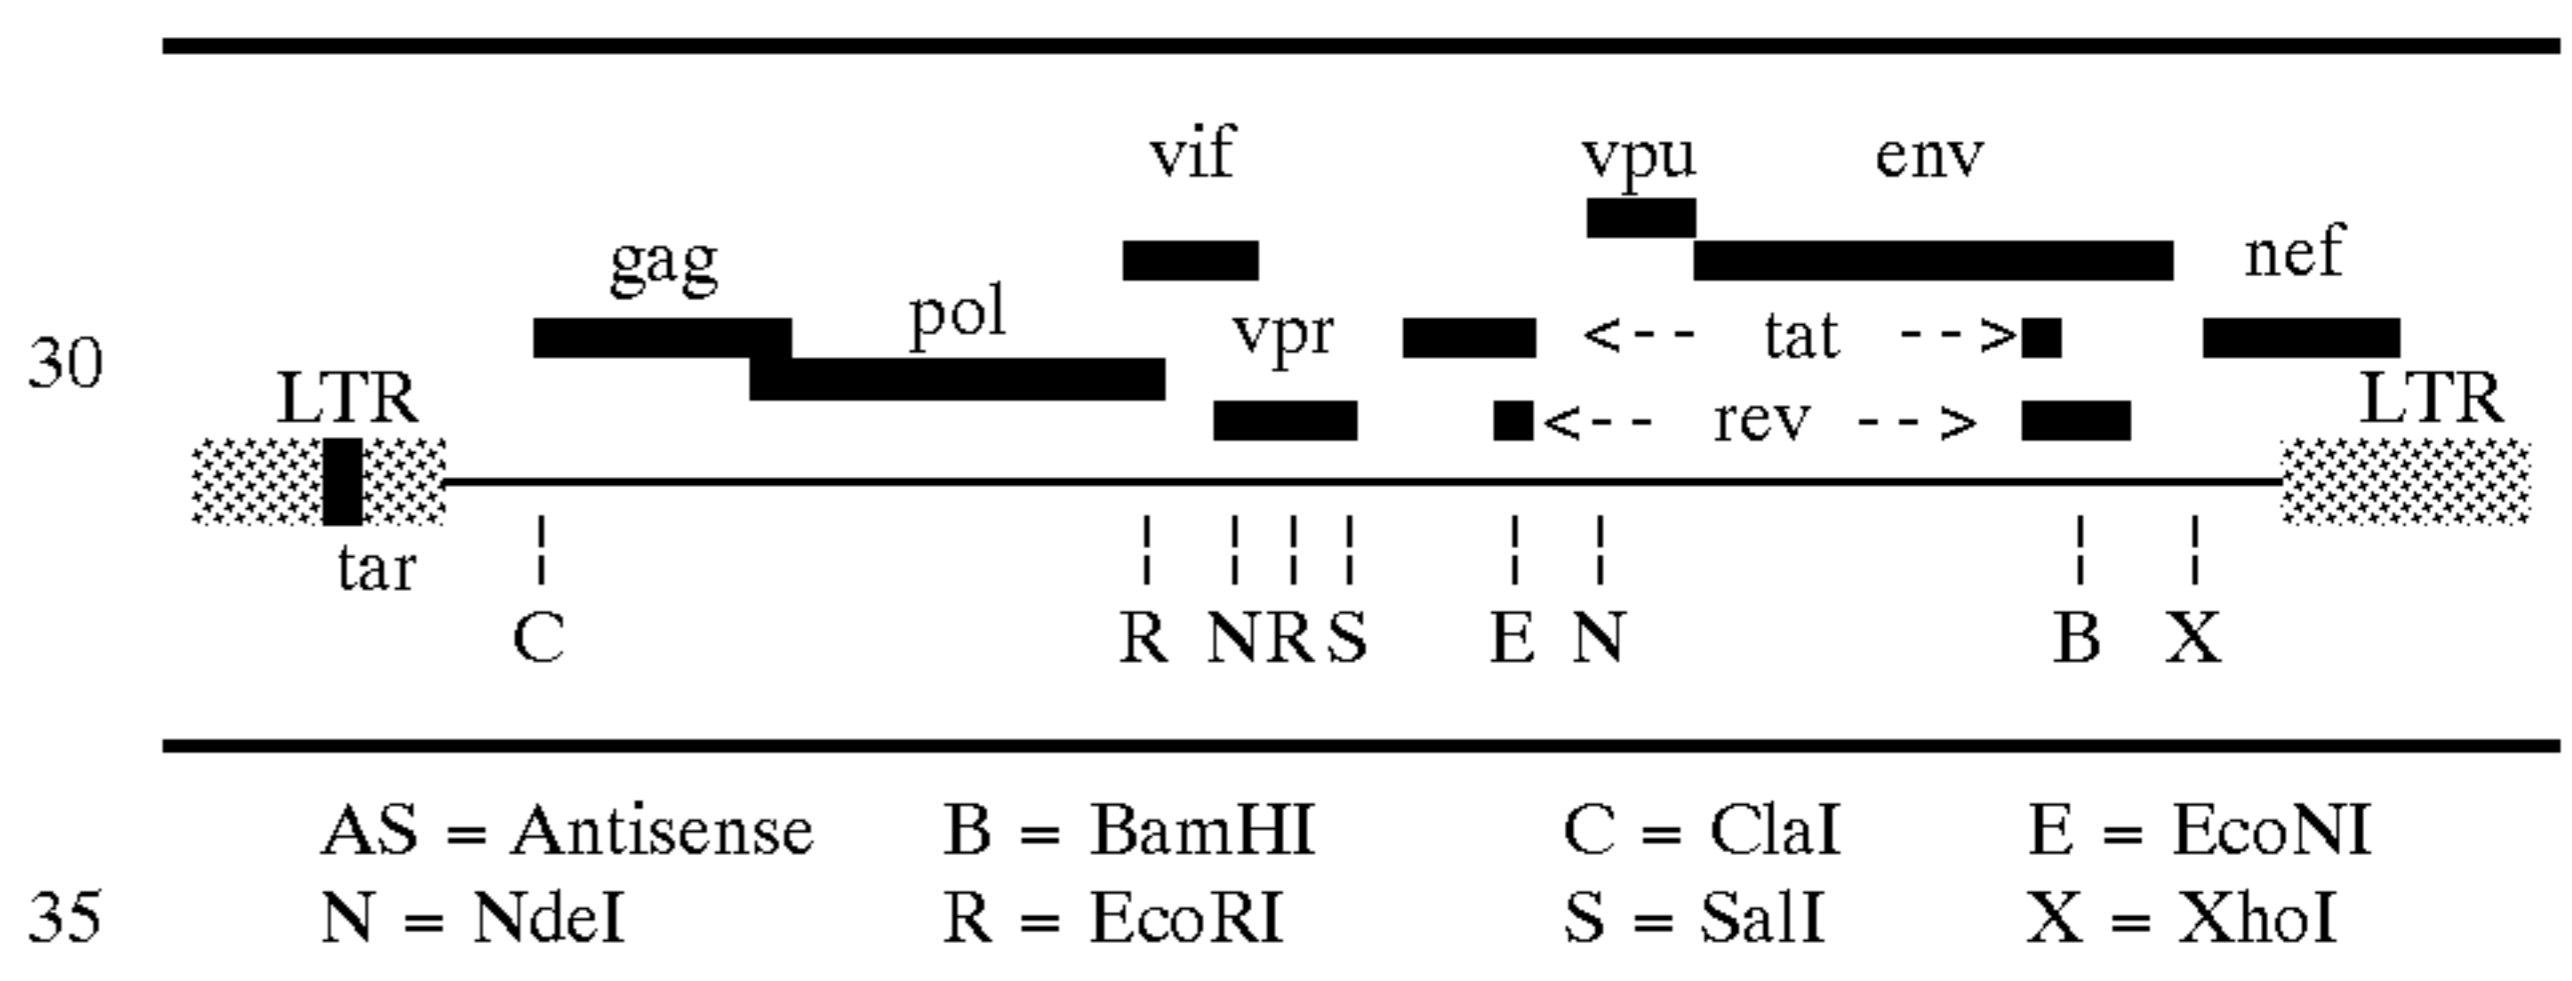 vif vpu env
gag nef
pol
30 vpr <-- tat -->
LTR <-- rev --> LTR
tar
C R N R S E N B X
AS = Antisense B = BamHI C = ClaI E = EcoNI
35 N = NdeI R = EcoRI S = SalI X = XhoI